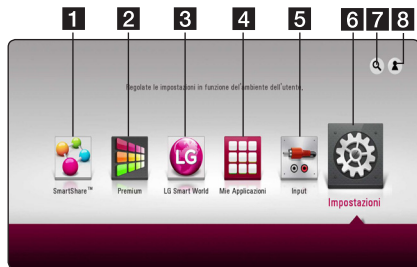 1 2 3 4 5 6 7 8
Regolate le impostazioni in funzione del'ambiente dell'utente.
LG
SmartShare™ Premium LG Smart World Mie Applicazioni Input Impostazioni